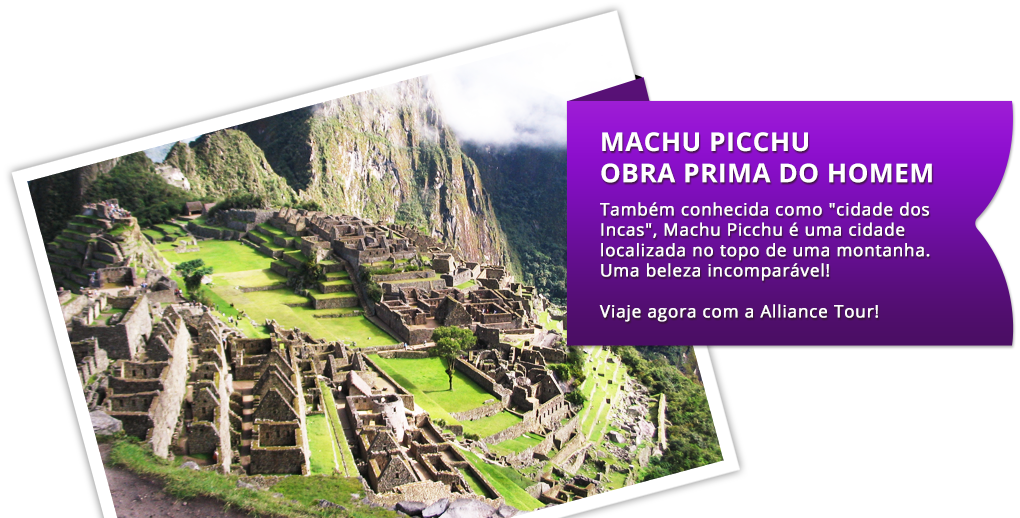 MACHU PICCHU
OBRA PRIMA DO HOMEM
Também conhecida como "cidade dos
Incas", Machu Picchu é uma cidade
localizada no topo de uma montanha.
Uma beleza incomparável!
Viaje agora com a Alliance Tour!